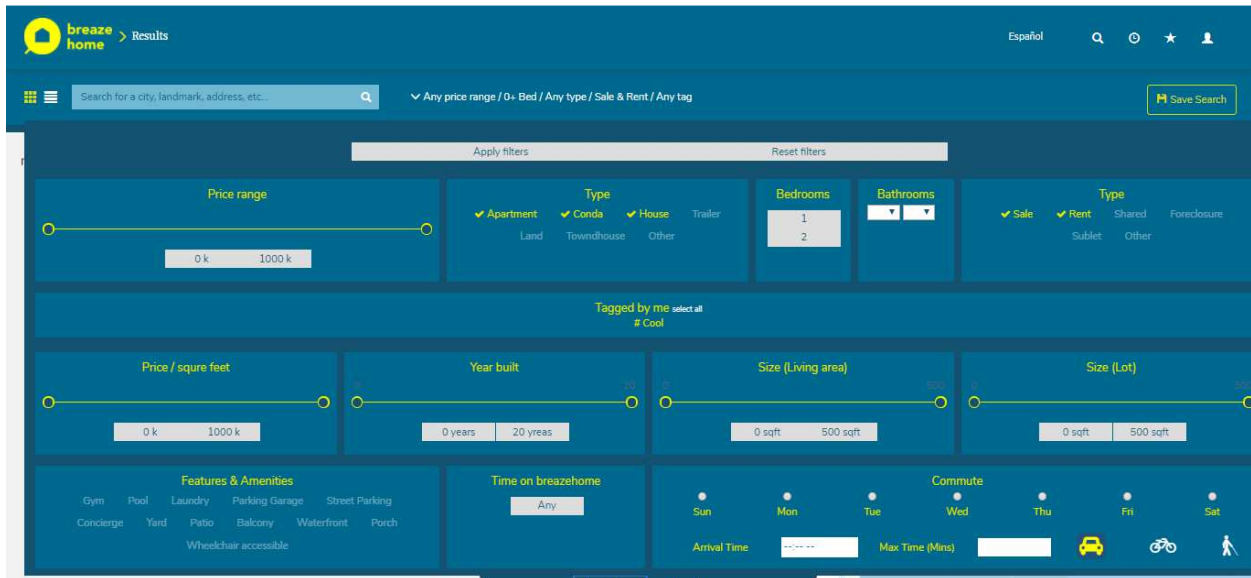 breaze
home
Results
Español
Search for a city, landmark, address, etc...
Any price range / 0+ Bed / Any type / Sale & Rent / Any tag
Save Search
Apply filters Reset filters
Price range
0 k 1000 k
Type
Apartment Conda House Trailer
Land Towndhouse Other
Bedrooms
1
2
Bathrooms
Type
Sale Rent Shared Foreclosure
Sublet Other
Tagged by me select all
# Cool
Price / squre feet
0 k 1000 k
Year built
0 20
0 years 20 yreas
Size (Living area)
0 500
0 sqft 500 sqft
Size (Lot)
0 500
0 sqft 500 sqft
Features & Amenities
Gym Pool Laundry Parking Garage Street Parking
Concierge Yard Patio Balcony Waterfront Porch
Wheelchair accessible
Time on breazehome
Any
Commute
Sun Mon Tue Wed Thu Fri Sat
Arrival Time --:-- -- Max Time (Mins)